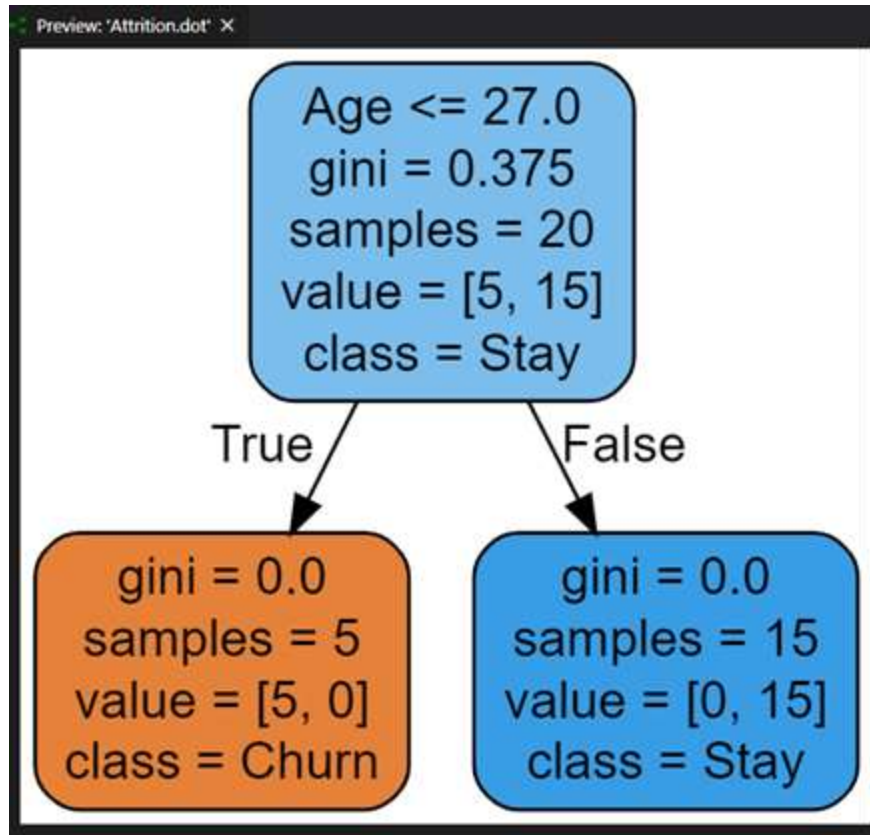 Preview: 'Attrition.dot' X
Age <= 27.0
gini = 0.375
samples = 20
value = [5, 15]
class = Stay
True
False
gini = 0.0
samples = 5
value = [5, 0]
class = Churn
gini = 0.0
samples = 15
value = [0, 15]
class = Stay